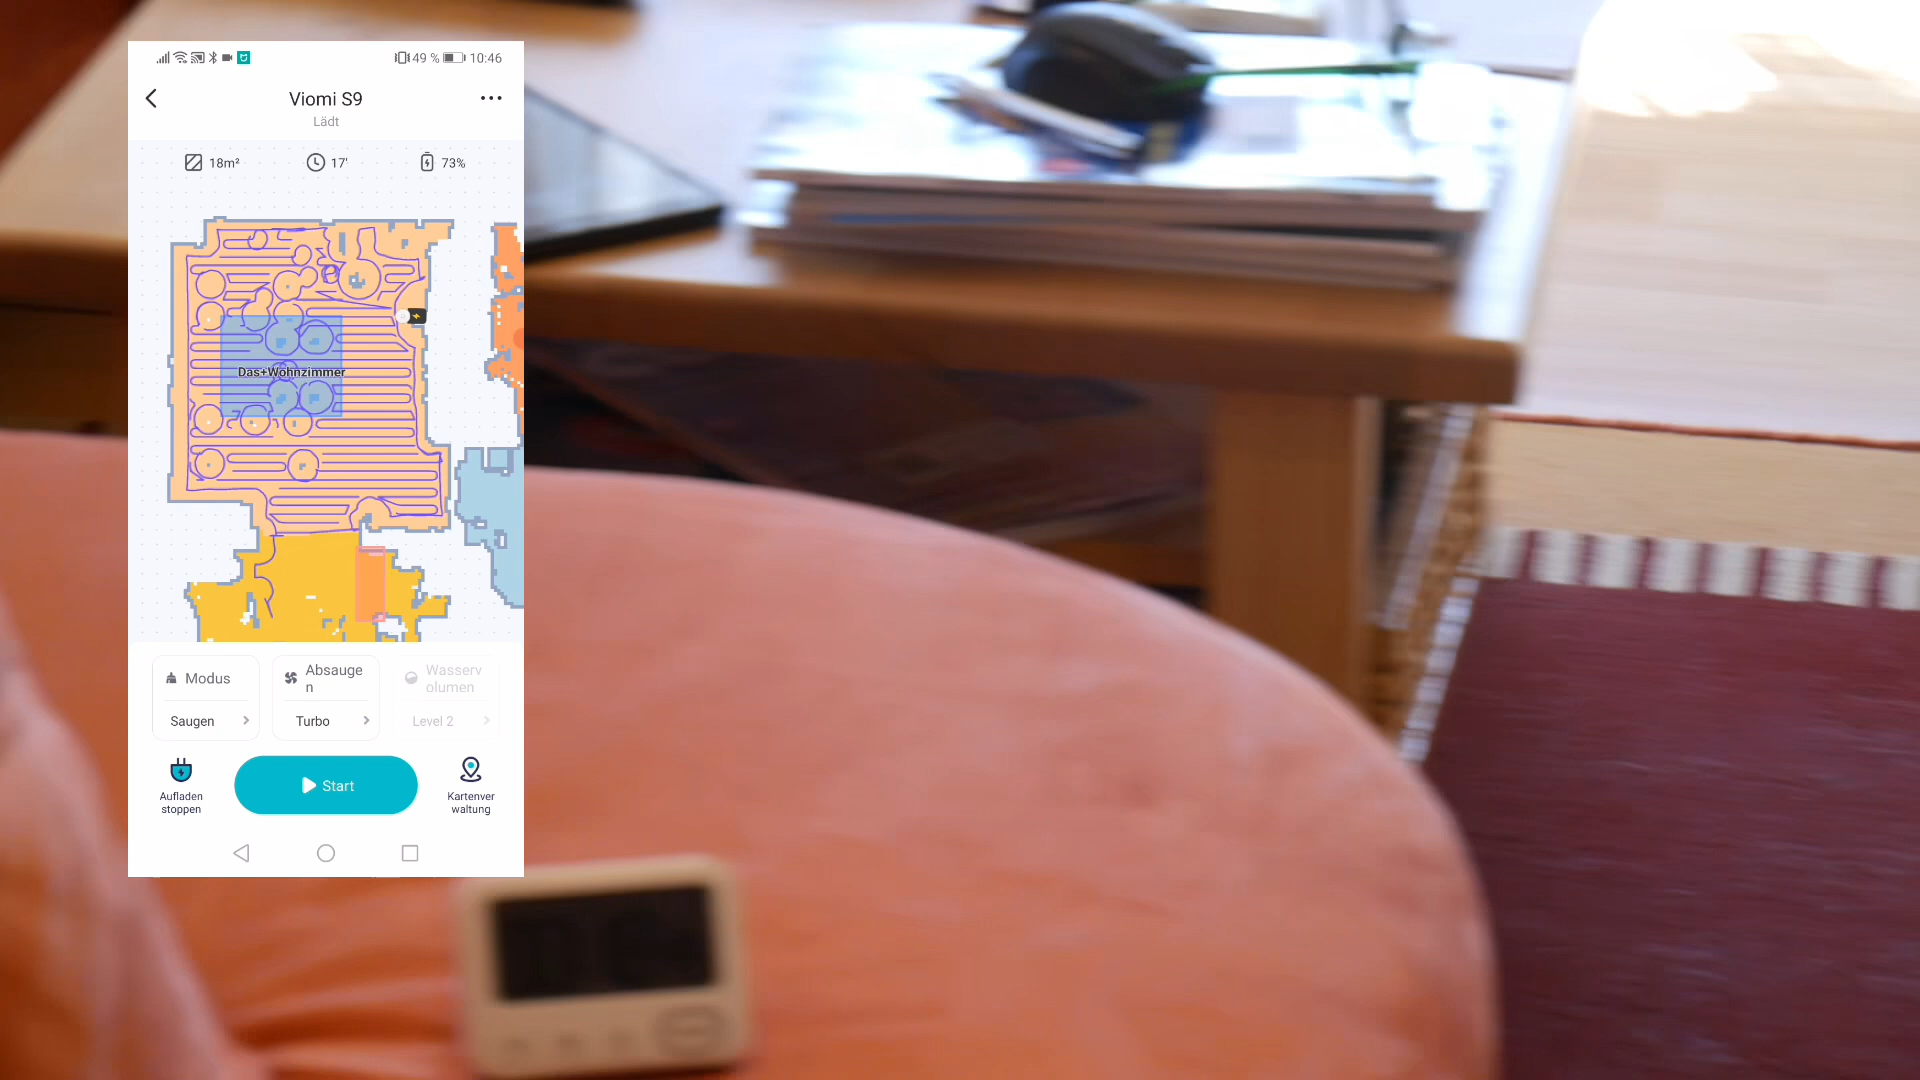 49 % 10:46
Viomi S9
Lädt
18m² 17' 73%
Das+Wohnzimmer
Modus
Absauge
n
Wasserv
olumen
Saugen
Turbo
Level 2
Aufladen
stoppen
Start
Kartenver
waltung